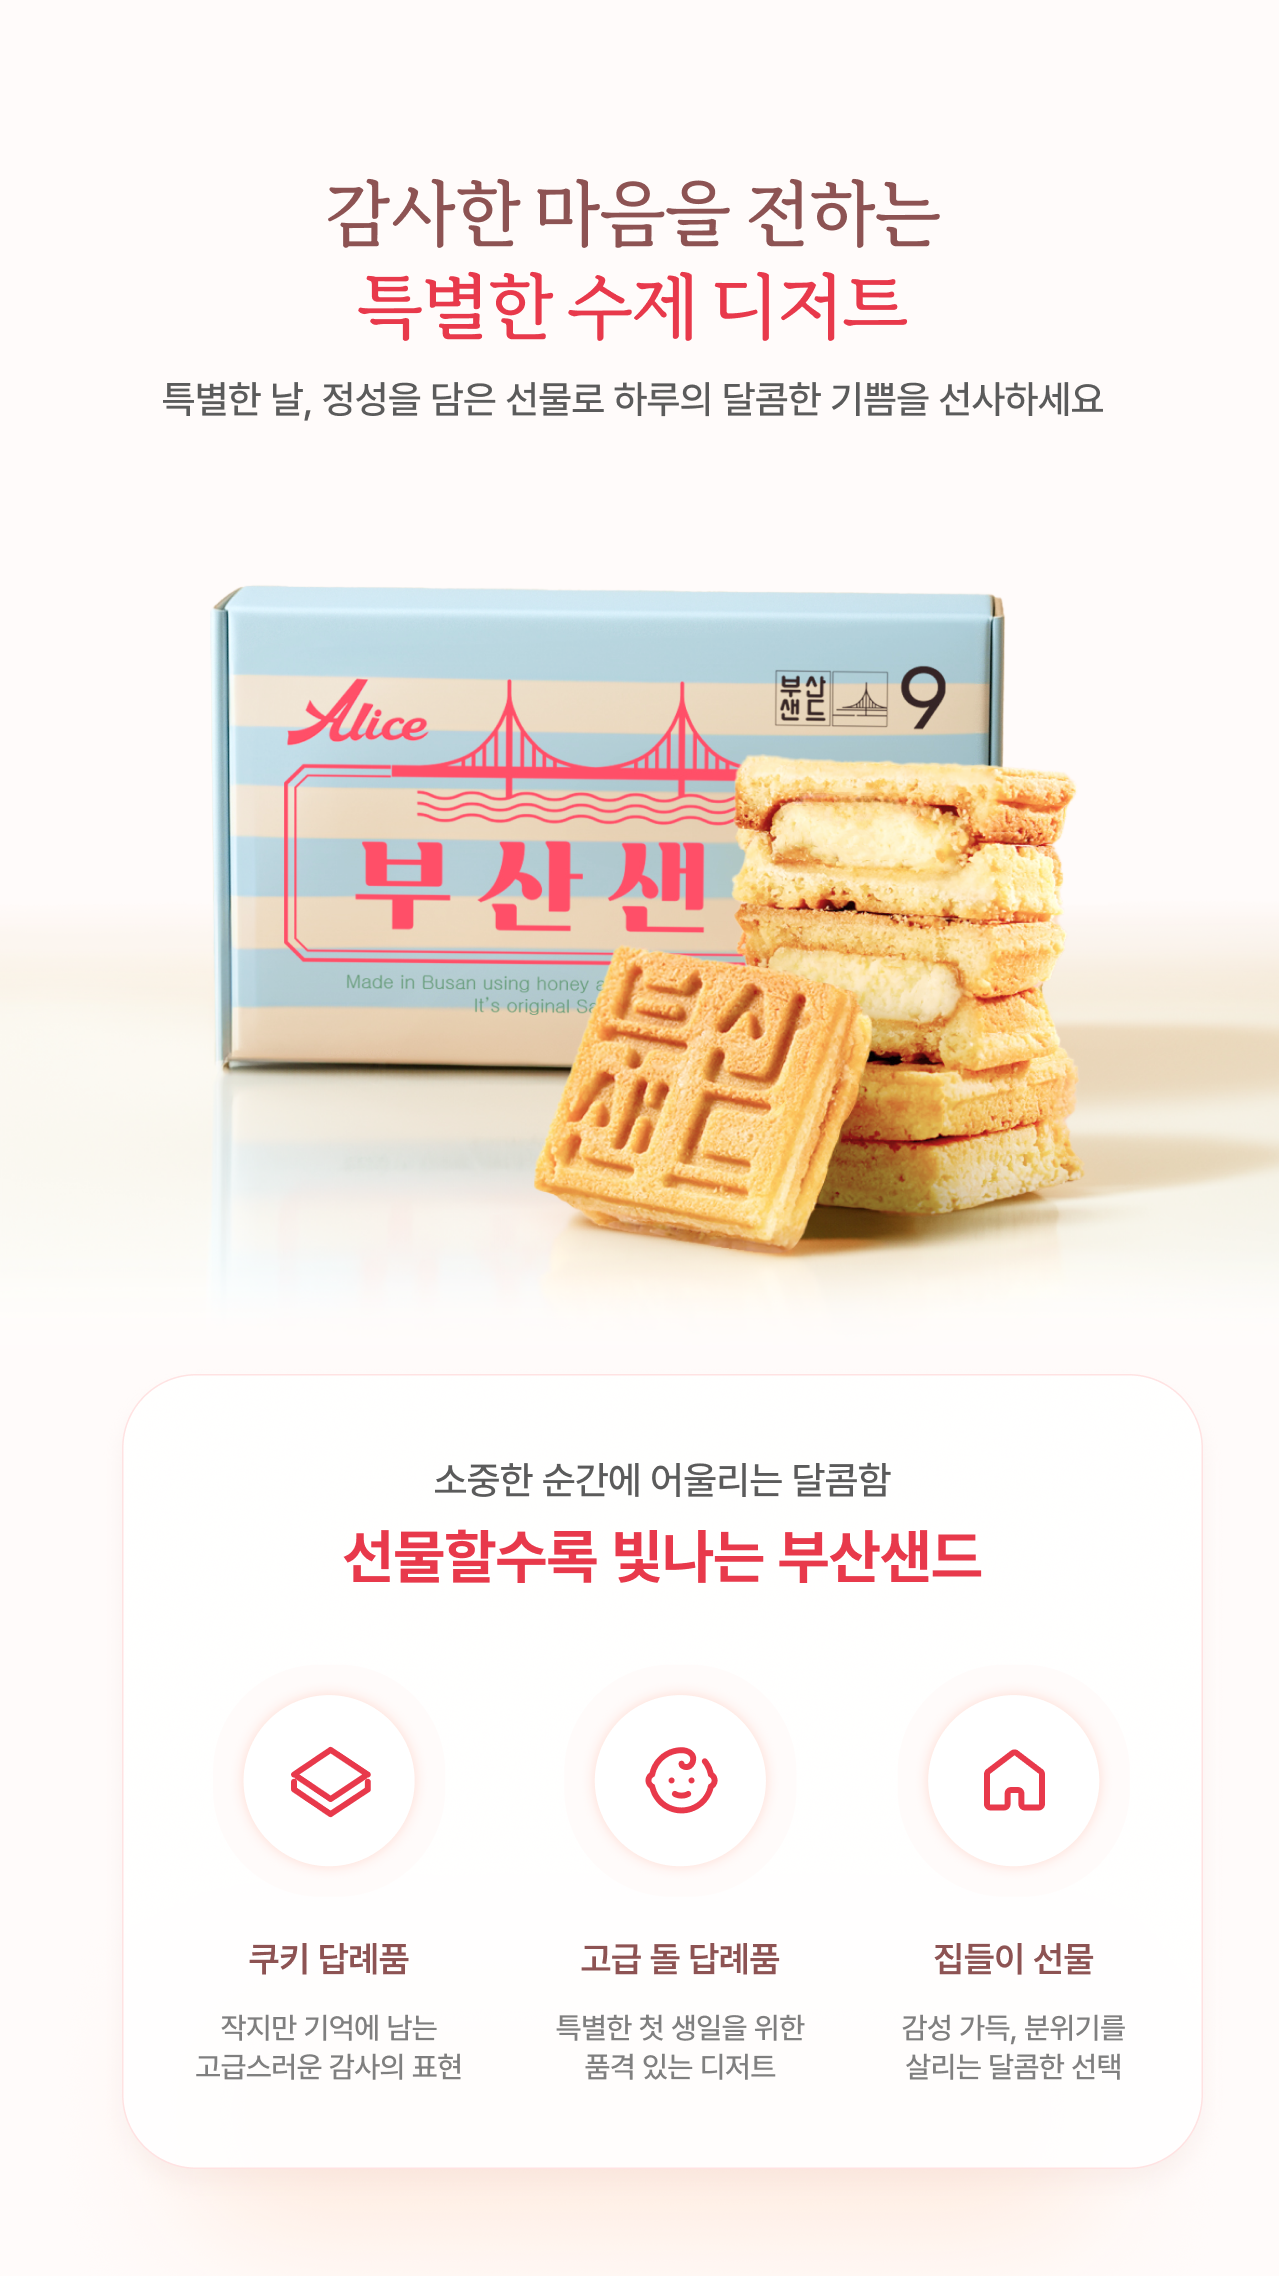 감사한 마음을 전하는
특별한 수제 디저트
특별한 날, 정성을 담은 선물로 하루의 달콤한 기쁨을 선사하세요
Alice
부산
샌드
9
부산샌
Made in Busan using honey
It's original
부산
샌드
소중한 순간에 어울리는 달콤함
선물할수록 빛나는 부산샌드
쿠키 답례품
작지만 기억에 남는
고급스러운 감사의 표현
고급 돌 답례품
특별한 첫 생일을 위한
품격 있는 디저트
집들이 선물
감성 가득, 분위기를
살리는 달콤한 선택